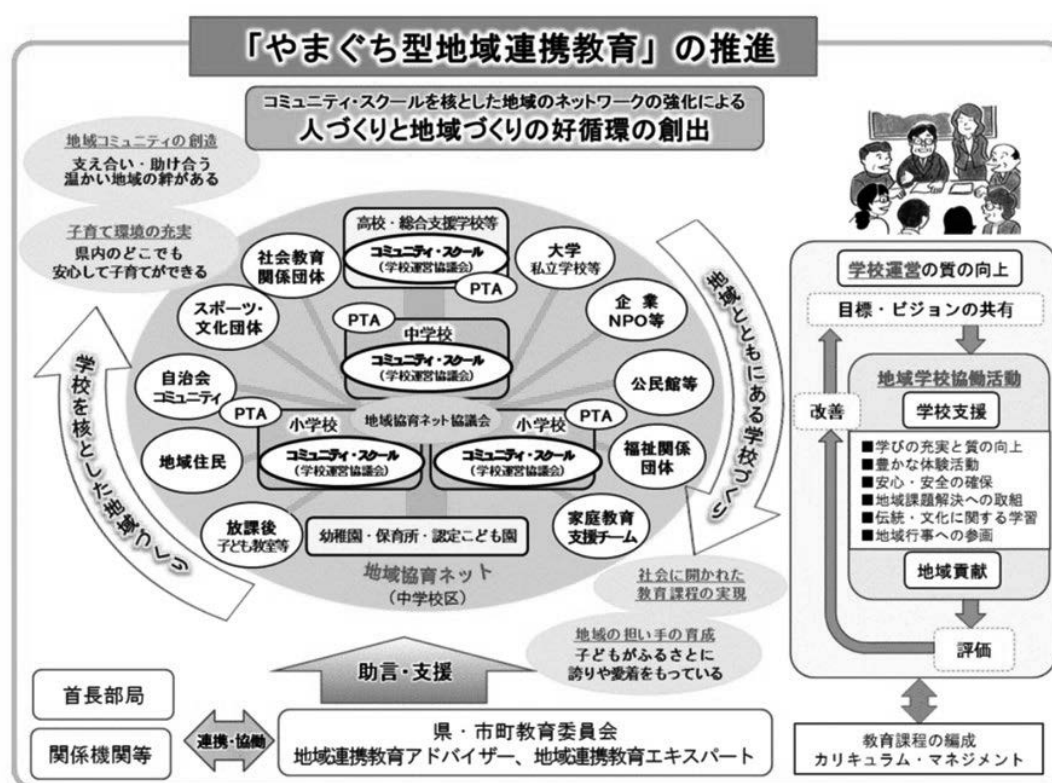 「やまぐち型地域連携教育」の推進
コミュニティ・スクールを核とした地域のネットワークの強化による
人づくりと地域づくりの好循環の創出
地域コミュニティの創造
支え合い・助け合う
温かい地域の絆がある
子育て環境の充実
県内のどこでも
安心して子育てができる
学校を核とした地域づくり
高校・総合支援学校等
コミュニティ・スクール
(学校運営協議会)
PTA
社会教育
関係団体
大学
私立学校等
スポーツ・
文化団体
企業
NPO等
PTA
中学校
コミュニティ・スクール
(学校運営協議会)
自治会
コミュニティ
公民館等
PTA
小学校
地域協育ネット協議会
小学校
PTA
コミュニティ・スクール
(学校運営協議会)
コミュニティ・スクール
(学校運営協議会)
地域住民
福祉関係
団体
放課後
子ども教室等
幼稚園・保育所・認定こども園
家庭教育
支援チーム
地域協育ネット
(中学校区)
地域とともにある学校づくり
社会に開かれた
教育課程の実現
地域の担い手の育成
子どもがふるさとに
誇りや愛着をもっている
助言・支援
首長部局
関係機関等
連携・協働
県・市町教育委員会
地域連携教育アドバイザー、地域連携教育エキスパート
学校運営の質の向上
目標・ビジョンの共有
地域学校協働活動
学校支援
■学びの充実と質の向上
■豊かな体験活動
■安心・安全の確保
■地域課題解決への取組
■伝統・文化に関する学習
■地域行事への参画
地域貢献
改善
評価
教育課程の編成
カリキュラム・マネジメント